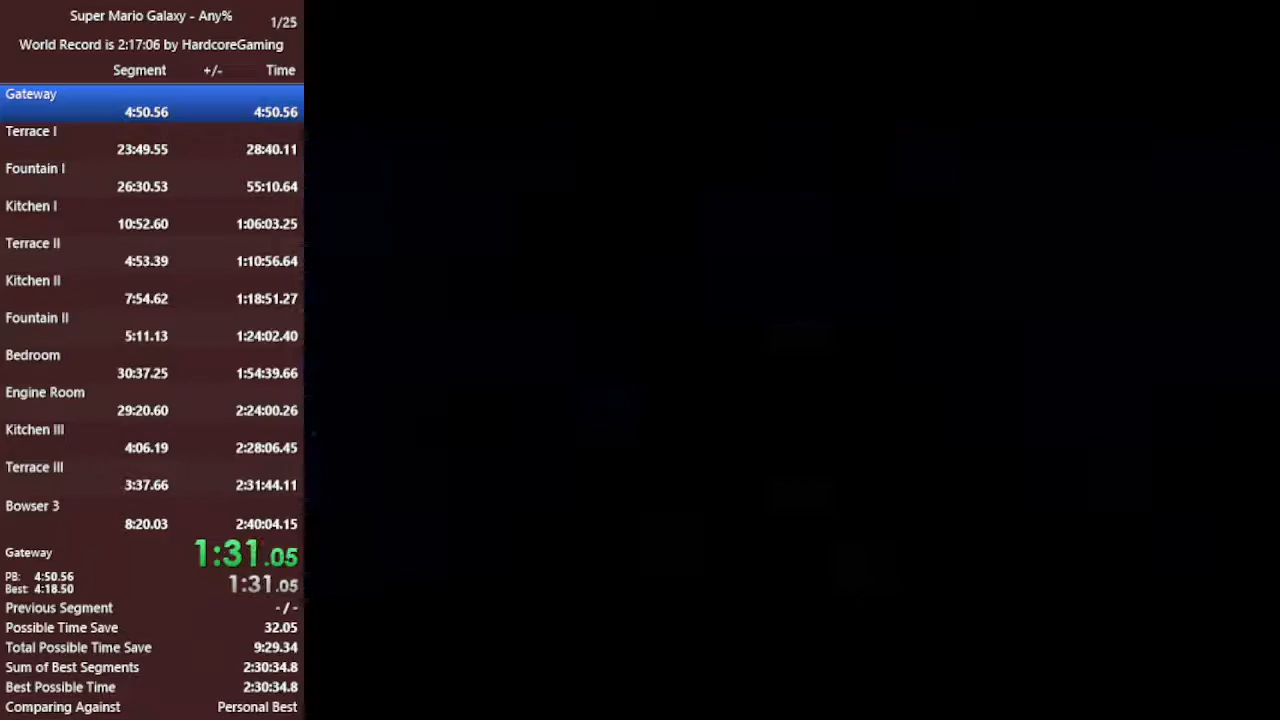 Super Mario Galaxy - Any%
1/25
World Record is 2:17:06 by HardcoreGaming
Segment +/- Time
Gateway
4:50.56 4:50.56
Terrace I
23:49.55 28:40.11
Fountain I
26:30.53 55:10.64
Kitchen I
10:52.60 1:06:03.25
Terrace II
4:53.39 1:10:56.64
Kitchen II
7:54.62 1:18:51.27
Fountain II
5:11.13 1:24:02.40
Bedroom
30:37.25 1:54:39.66
Engine Room
29:20.60 2:24:00.26
Kitchen III
4:06.19 2:28:06.45
Terrace III
3:37.66 2:31:44.11
Bowser 3
8:20.03 2:40:04.15
Gateway 1:31.05
PB: 4:50.56
Best: 4:18.50 1:31.05
Previous Segment - / -
Possible Time Save 32.05
Total Possible Time Save 9:29.34
Sum of Best Segments 2:30:34.8
Best Possible Time 2:30:34.8
Comparing Against Personal Best